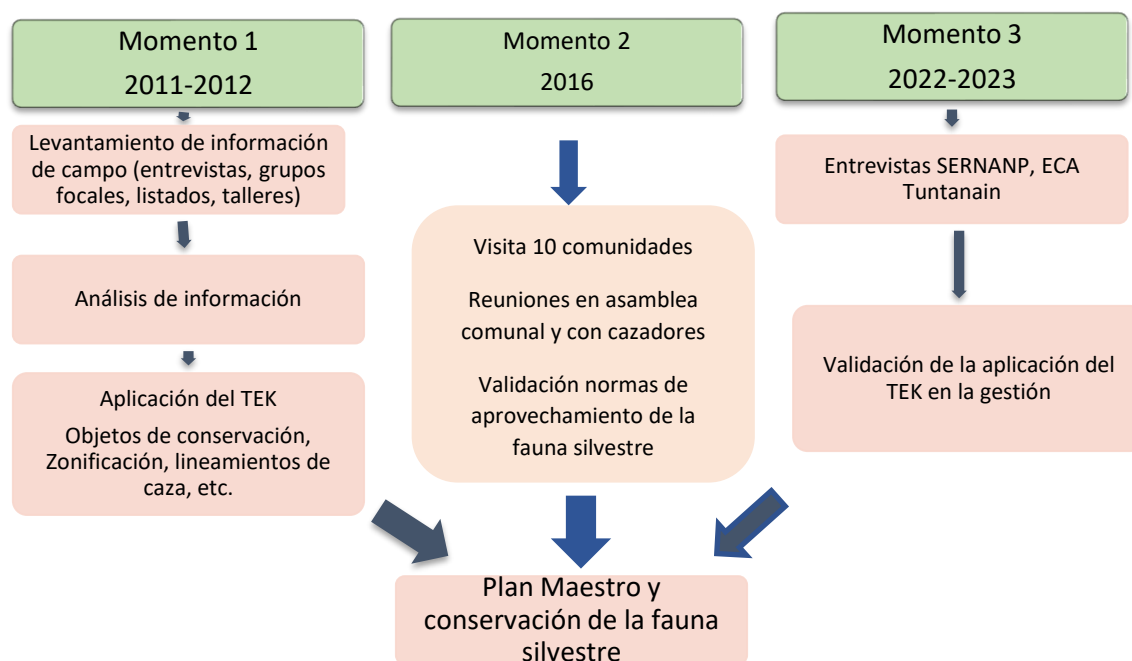 Momento 1
2011-2012
Levantamiento de información
de campo (entrevistas, grupos
focales, listados, talleres)
Análisis de información
Aplicación del TEK
Objetos de conservación,
Zonificación, lineamientos de
caza, etc.
Momento 2
2016
Visita 10 comunidades
Reuniones en asamblea
comunal y con cazadores
Validación normas de
aprovechamiento de la
fauna silvestre
Momento 3
2022-2023
Entrevistas SERNANP, ECA
Tuntanain
Validación de la aplicación del
TEK en la gestión
Plan Maestro y
conservación de la fauna
silvestre